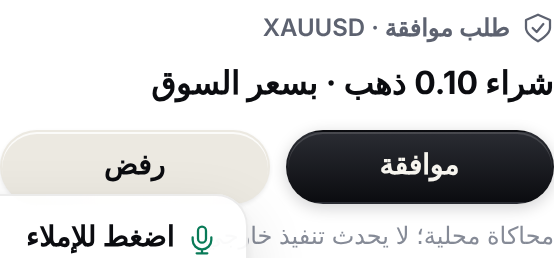 طلب موافقة · XAUUSD
شراء 0.10 ذهب · بسعر السوق
موافقة
رفض
محاكاة محلية؛ لا يحدث تنفيذ
اضغط للإملاء